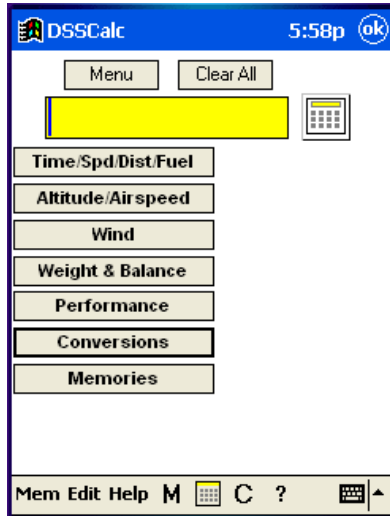 DSSCalc 5:58p ok
Menu Clear All
Time/Spd/Dist/Fuel
Altitude/Airspeed
Wind
Weight & Balance
Performance
Conversions
Memories
Mem Edit Help M C ?